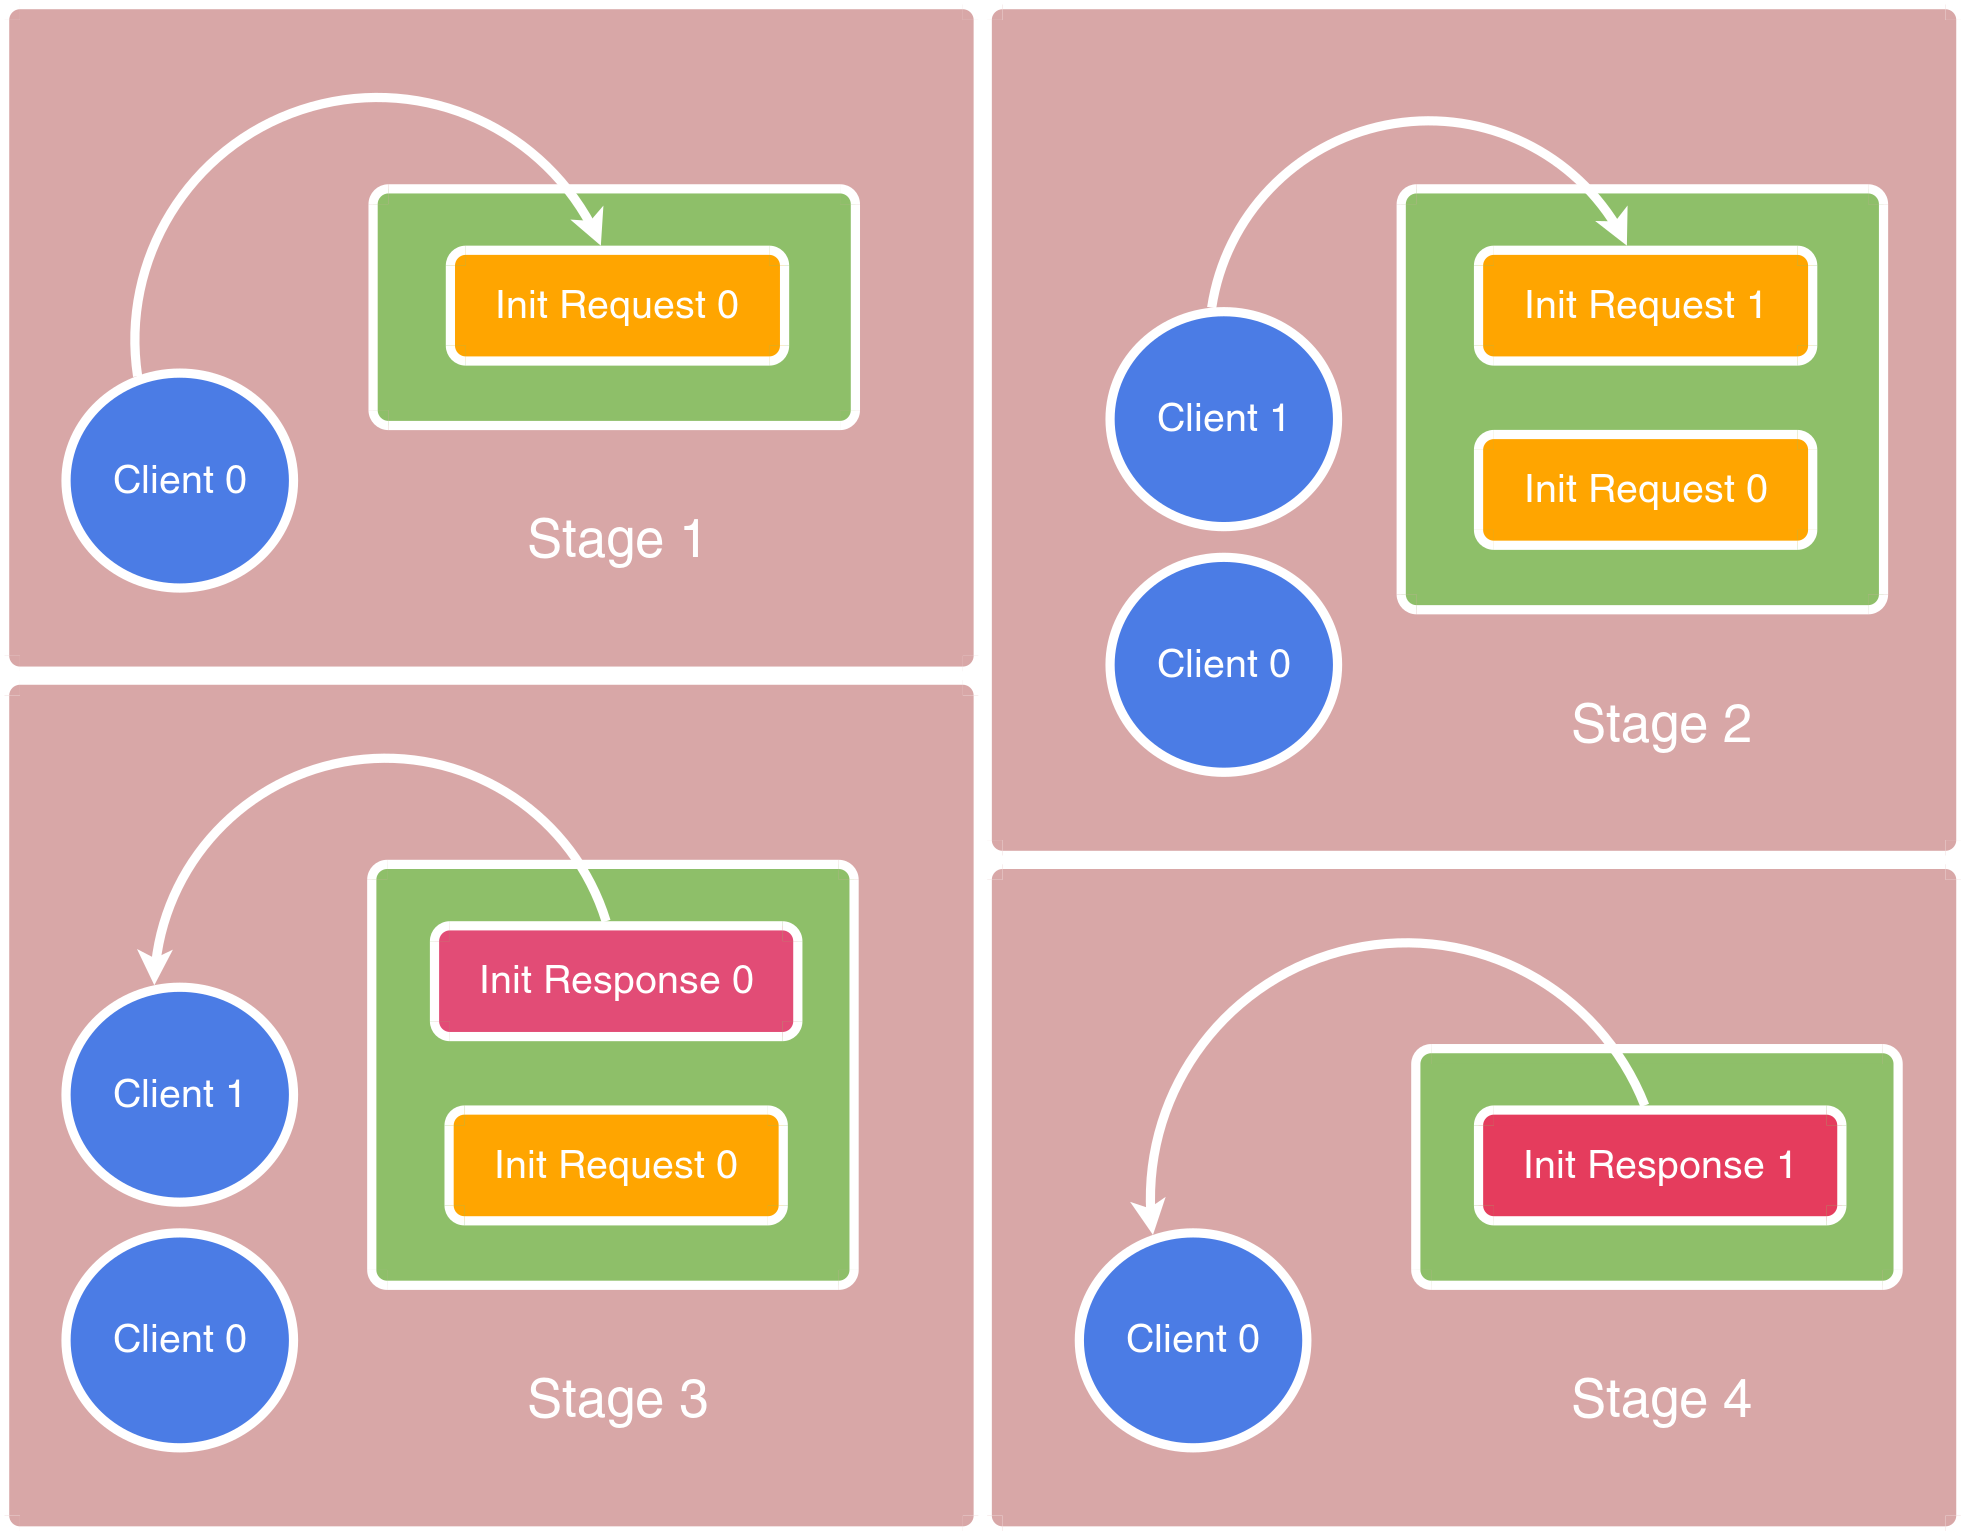 Init Request 0
Client 0
Stage 1
Init Request 1
Client 1
Init Request 0
Client 0
Stage 2
Init Response 0
Client 1
Init Request 0
Client 0
Stage 3
Init Response 1
Client 0
Stage 4